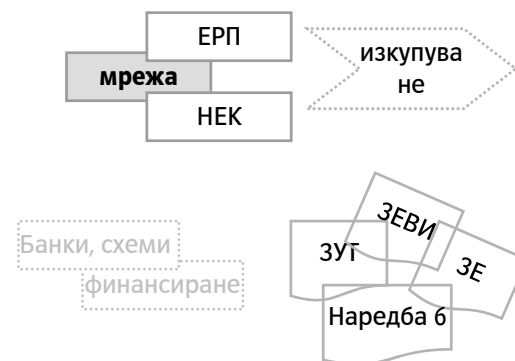 ЕРП
мрежа
НЕК
изкупува
не
Банки, схеми
финансиране
ЗУТ
ЗЕВИ
ЗЕ
Наредба 6